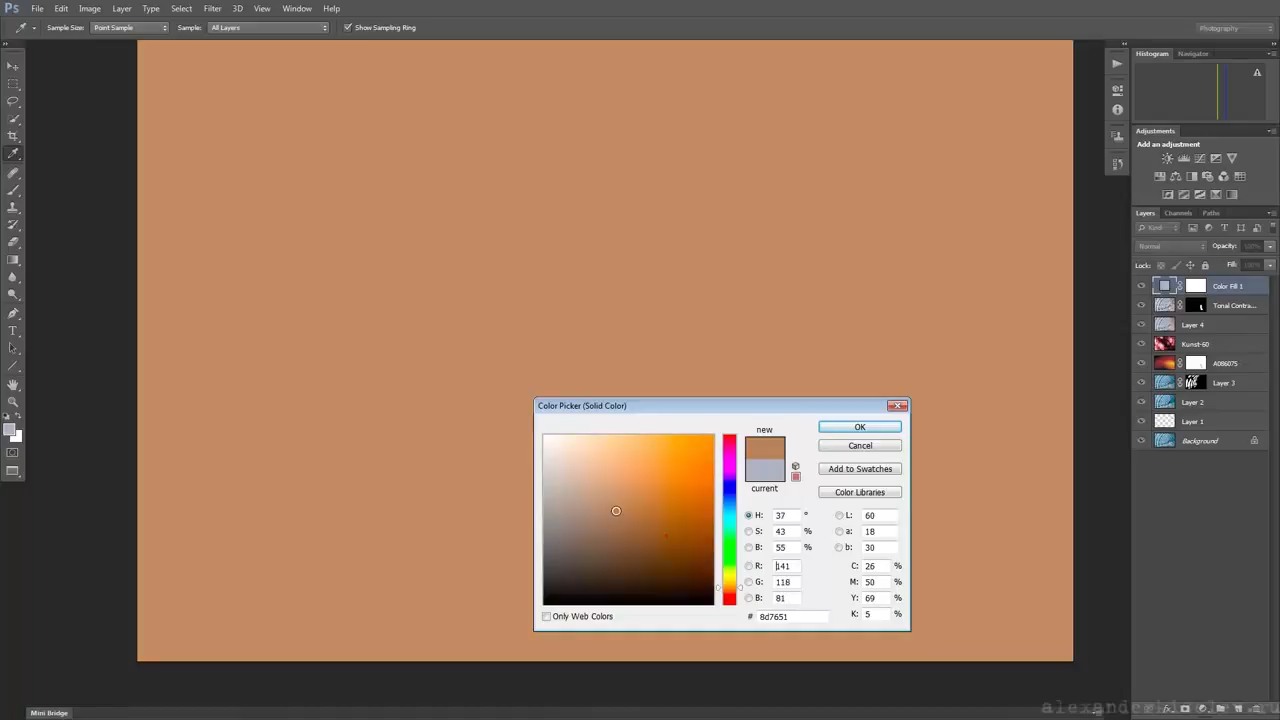 Ps File Edit Image Layer Type Select Filter 3D View Window Help
Sample Size: Point Sample Sample: All Layers Show Sampling Ring Photography
Histogram Navigator
Adjustments
Add an adjustment
Layers Channels Paths
Kind
Normal Opacity: 100%
Lock: Fill: 100%
Color Fill 1
Tonal Contra...
Layer 4
Kunst-60
A086075
Layer 3
Layer 2
Layer 1
Background
Color Picker (Solid Color)
new
current
OK
Cancel
Add to Swatches
Color Libraries
H: 37 ° L: 60
S: 43 % a: 18
B: 55 % b: 30
R: 141 C: 26 %
G: 118 M: 50 %
B: 81 Y: 69 %
# 8d7651 K: 5 %
Only Web Colors
Mini Bridge